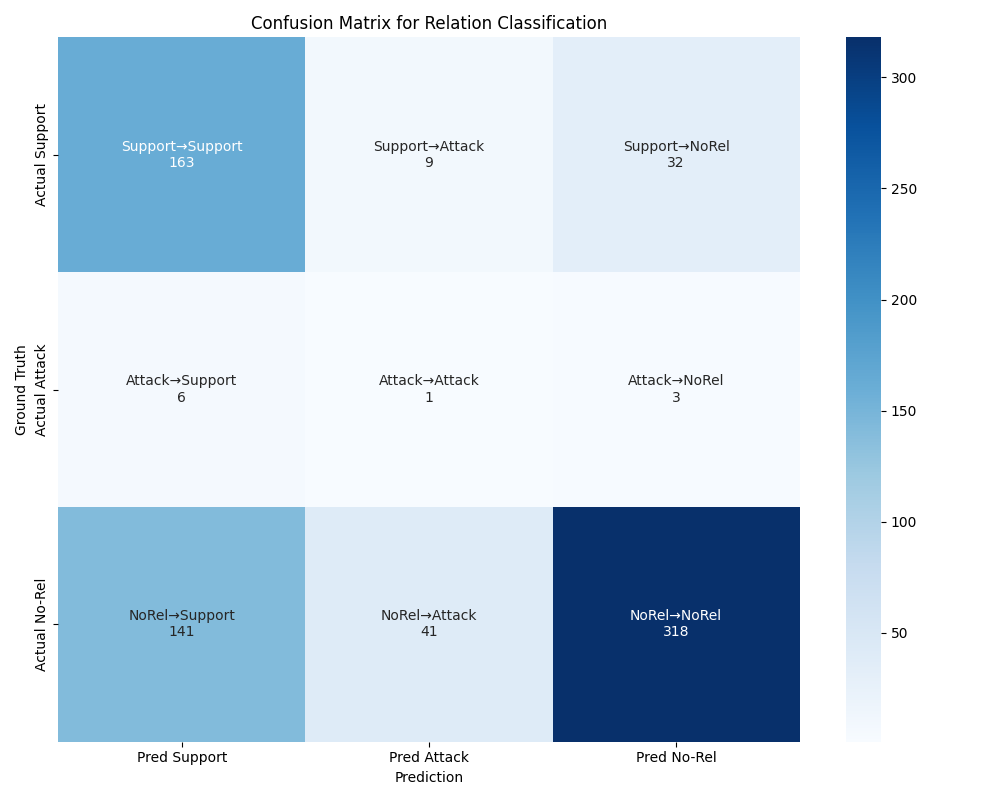 Confusion Matrix for Relation Classification
Ground Truth
Actual Support
Support→Support
163
Support→Attack
9
Support→NoRel
32
Actual Attack
Attack→Support
6
Attack→Attack
1
Attack→NoRel
3
Actual No-Rel
NoRel→Support
141
NoRel→Attack
41
NoRel→NoRel
318
Pred Support
Pred Attack
Pred No-Rel
Prediction
300
250
200
150
100
50